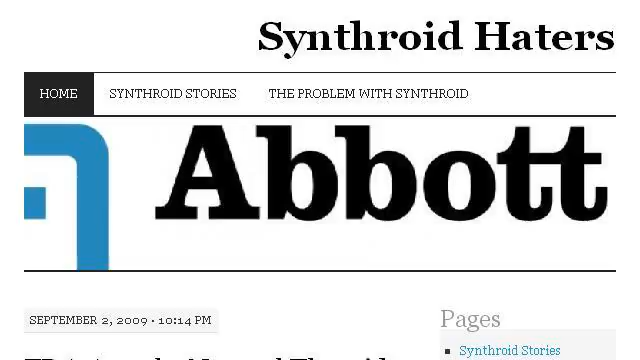 Synthroid Haters
HOME
SYNTHROID STORIES
THE PROBLEM WITH SYNTHROID
Abbott
SEPTEMBER 2, 2009 · 10:14 PM
Pages
Synthroid Stories